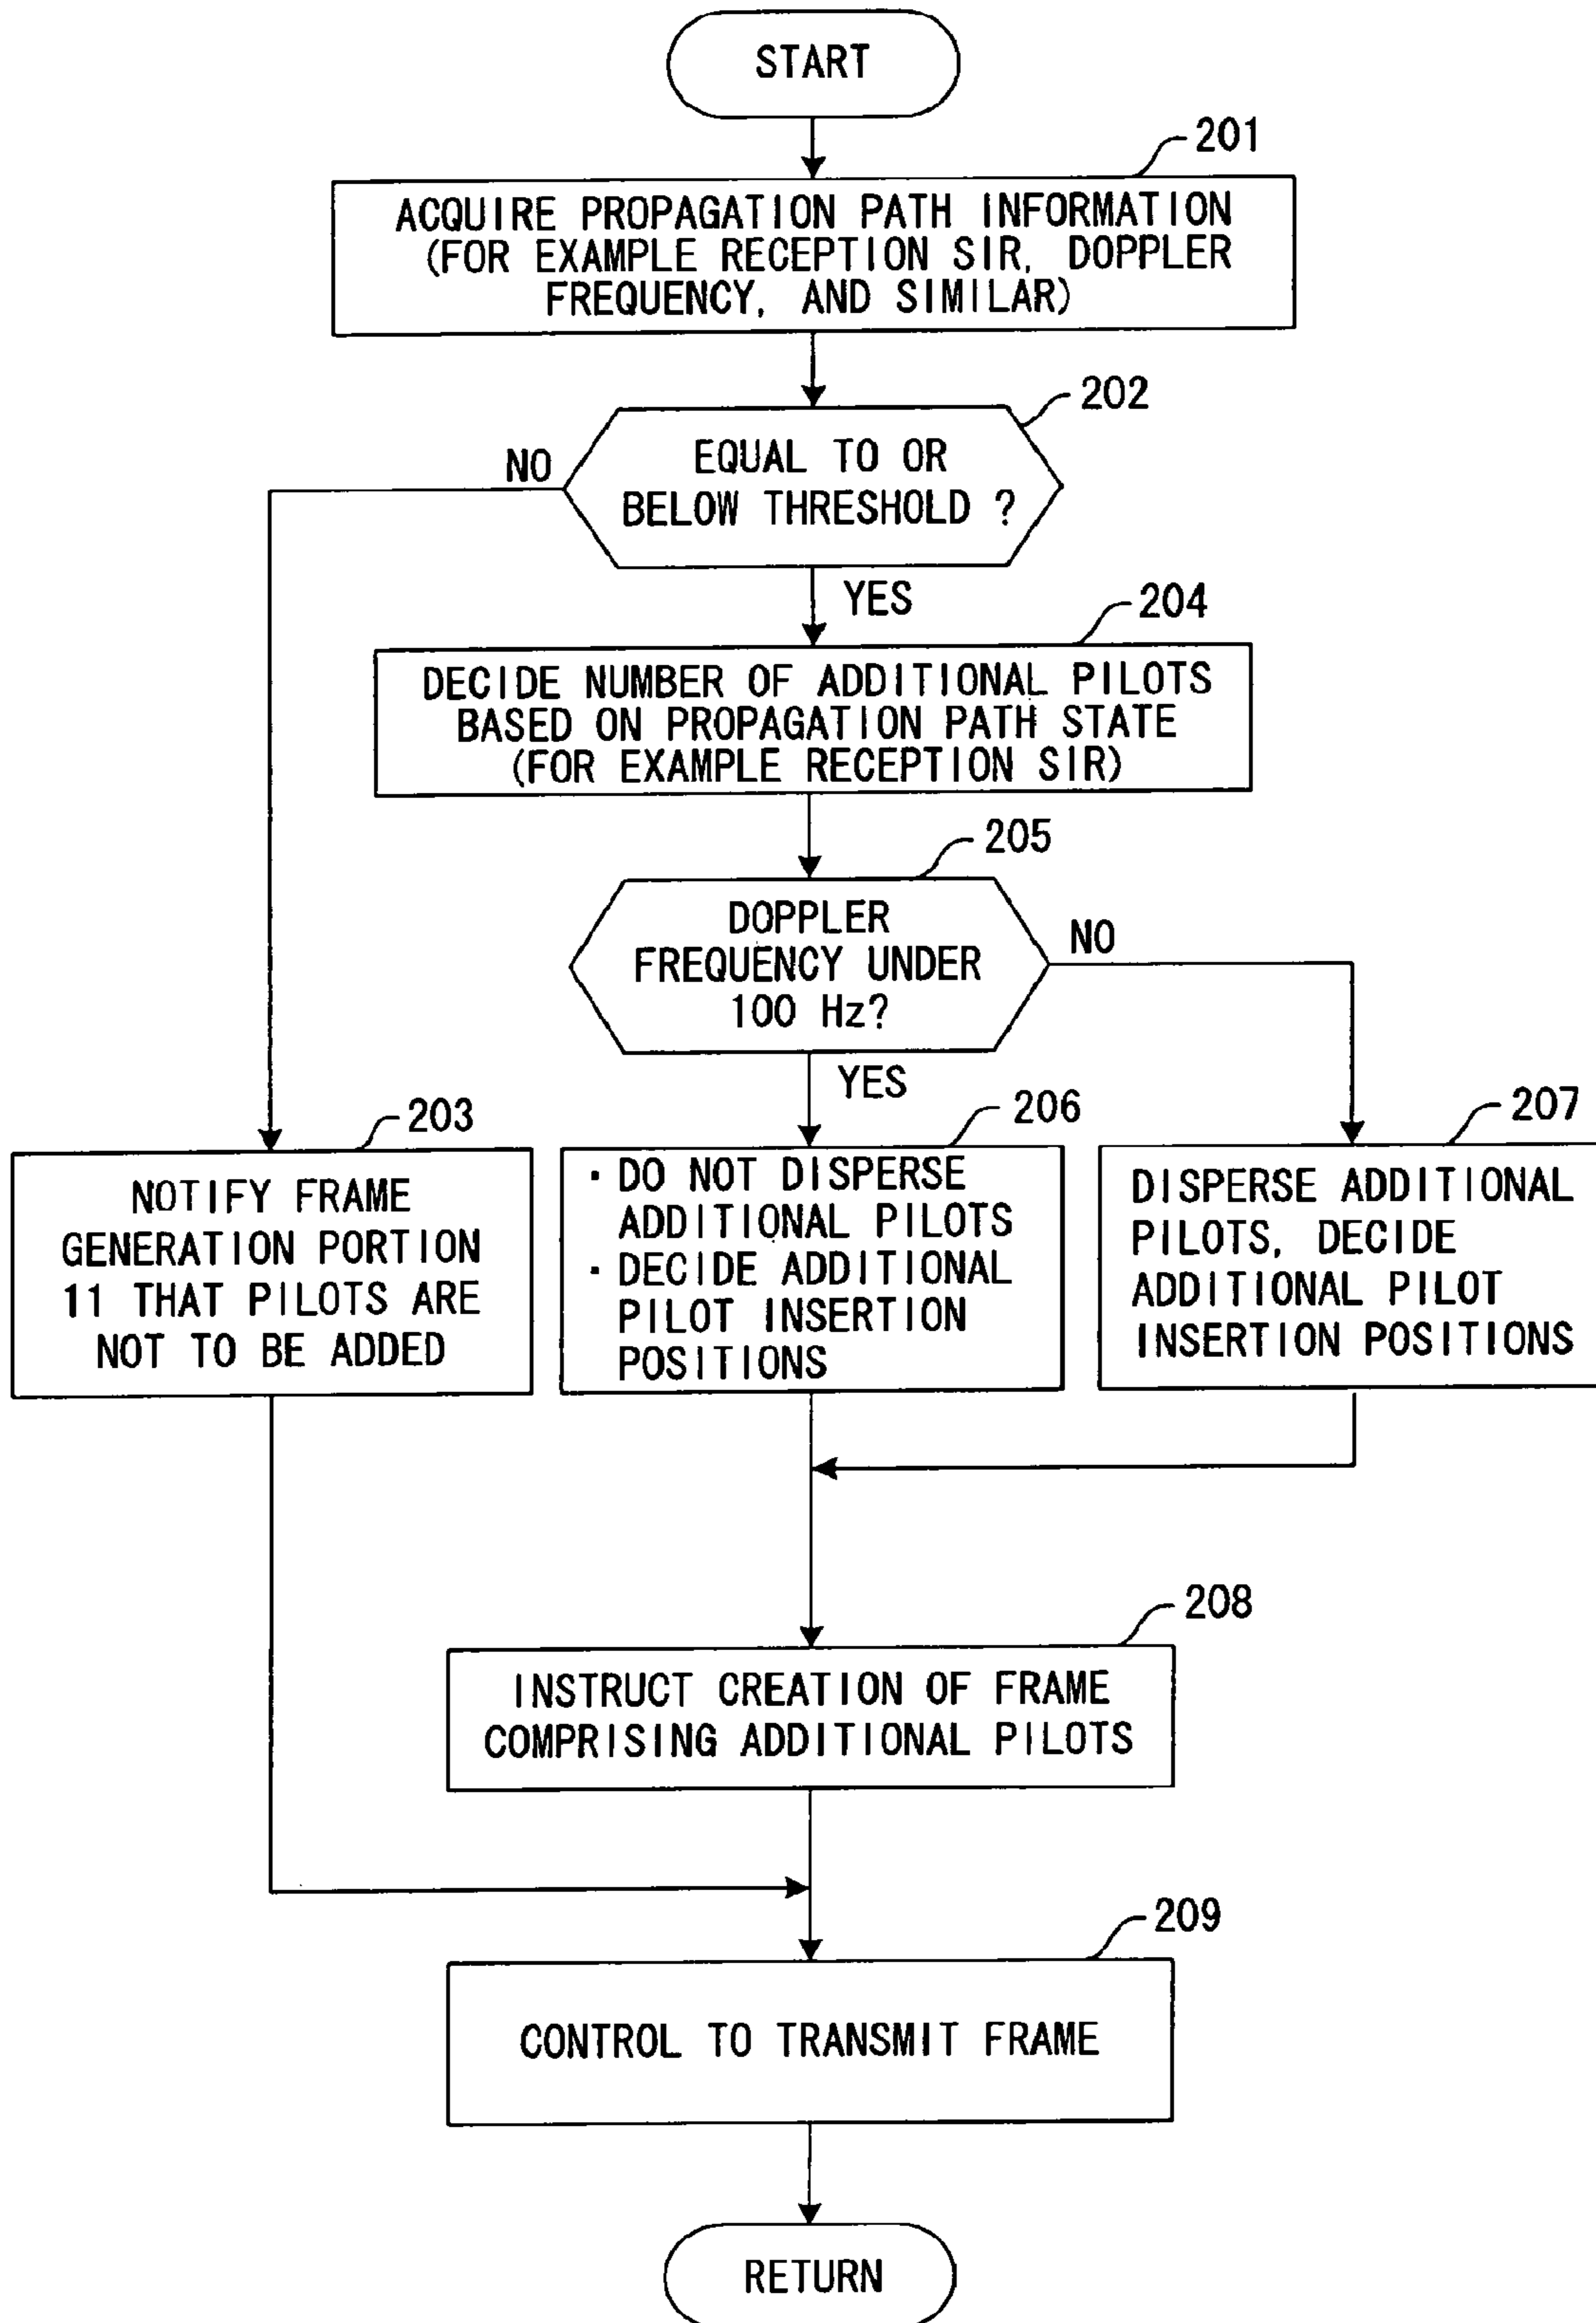 START
201
ACQUIRE PROPAGATION PATH INFORMATION
(FOR EXAMPLE RECEPTION SIR, DOPPLER
FREQUENCY, AND SIMILAR)
202
NO
EQUAL TO OR
BELOW THRESHOLD ?
YES
204
DECIDE NUMBER OF ADDITIONAL PILOTS
BASED ON PROPAGATION PATH STATE
(FOR EXAMPLE RECEPTION SIR)
205
DOPPLER
FREQUENCY UNDER
100 Hz?
NO
YES
203
NOTIFY FRAME
GENERATION PORTION
11 THAT PILOTS ARE
NOT TO BE ADDED
206
· DO NOT DISPERSE
ADDITIONAL PILOTS
· DECIDE ADDITIONAL
PILOT INSERTION
POSITIONS
207
DISPERSE ADDITIONAL
PILOTS, DECIDE
ADDITIONAL PILOT
INSERTION POSITIONS
208
INSTRUCT CREATION OF FRAME
COMPRISING ADDITIONAL PILOTS
209
CONTROL TO TRANSMIT FRAME
RETURN